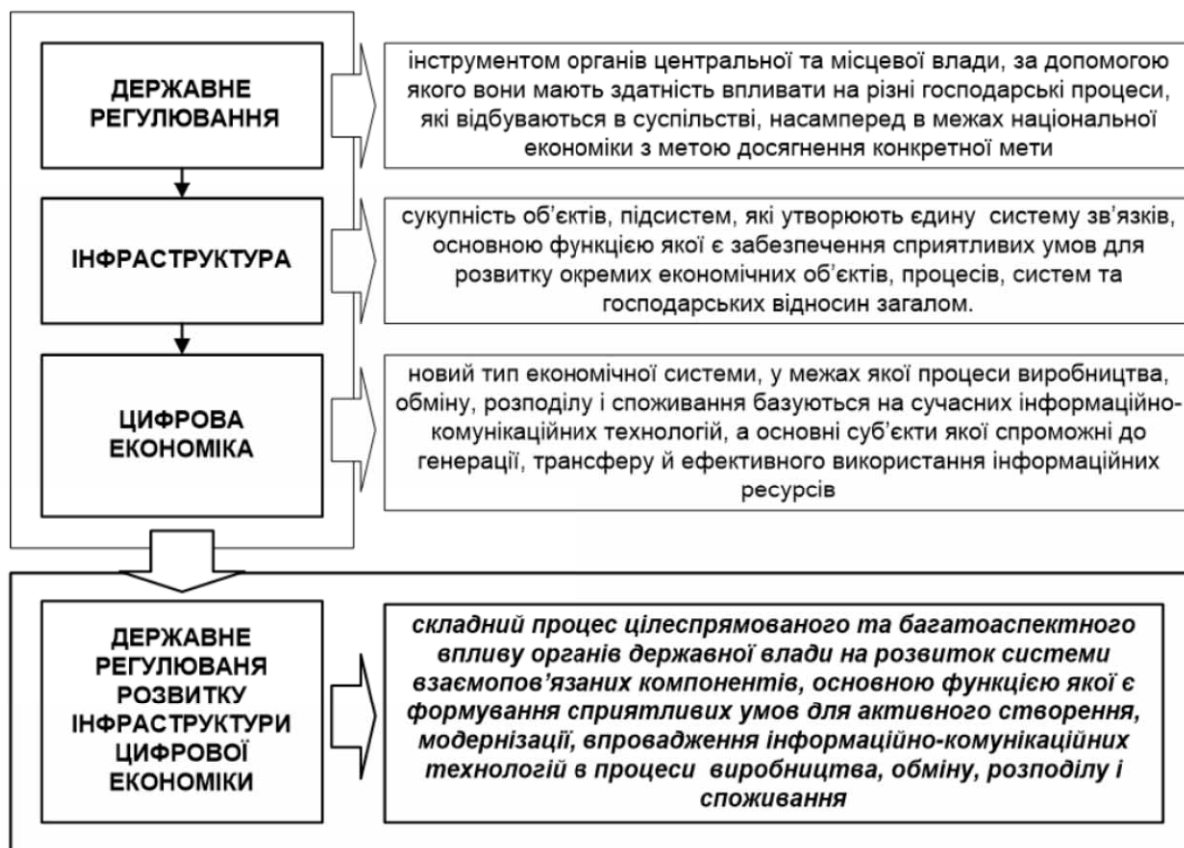 ДЕРЖАВНЕ
РЕГУЛЮВАННЯ
інструментом органів центральної та місцевої влади, за допомогою
якого вони мають здатність впливати на різні господарські процеси,
які відбуваються в суспільстві, насамперед в межах національної
економіки з метою досягнення конкретної мети
ІНФРАСТРУКТУРА
сукупність об’єктів, підсистем, які утворюють єдину систему зв’язків,
основною функцією якої є забезпечення сприятливих умов для
розвитку окремих економічних об’єктів, процесів, систем та
господарських відносин загалом.
ЦИФРОВА
ЕКОНОМІКА
новий тип економічної системи, у межах якої процеси виробництва,
обміну, розподілу і споживання базуються на сучасних інформаційно-
комунікаційних технологій, а основні суб’єкти якої спроможні до
генерації, трансферу й ефективного використання інформаційних
ресурсів
ДЕРЖАВНЕ
РЕГУЛЮВАНЯ
РОЗВИТКУ
ІНФРАСТРУКТУРИ
ЦИФРОВОЇ
ЕКОНОМІКИ
складний процес цілеспрямованого та багатоаспектного
впливу органів державної влади на розвиток системи
взаємопов’язаних компонентів, основною функцією якої є
формування сприятливих умов для активного створення,
модернізації, впровадження інформаційно-комунікаційних
технологій в процеси виробництва, обміну, розподілу і
споживання